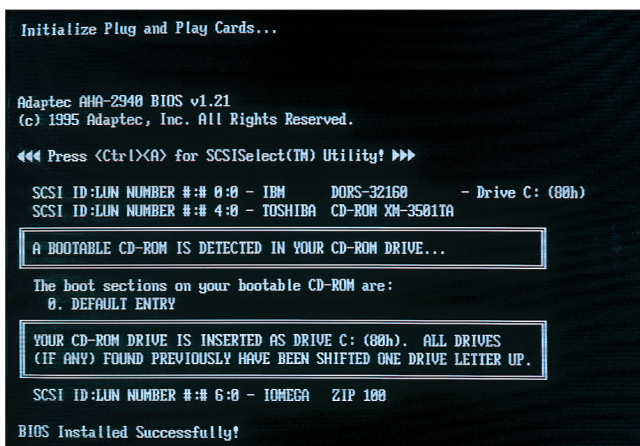 Initialize Plug and Play Cards...
Adaptec AHA-2940 BIOS v1.21
(c) 1995 Adaptec, Inc. All Rights Reserved.
◄◄◄ Press <Ctrl><A> for SCSISelect(TM) Utility! ►►►
SCSI ID:LUN NUMBER #:# 0:0 - IBM DORS-32160 - Drive C: (80h)
SCSI ID:LUN NUMBER #:# 4:0 - TOSHIBA CD-ROM XM-3501TA
A BOOTABLE CD-ROM IS DETECTED IN YOUR CD-ROM DRIVE...
The boot sections on your bootable CD-ROM are:
0. DEFAULT ENTRY
YOUR CD-ROM DRIVE IS INSERTED AS DRIVE C: (80h). ALL DRIVES
(IF ANY) FOUND PREVIOUSLY HAVE BEEN SHIFTED ONE DRIVE LETTER UP.
SCSI ID:LUN NUMBER #:# 6:0 - IOMEGA ZIP 100
BIOS Installed Successfully!